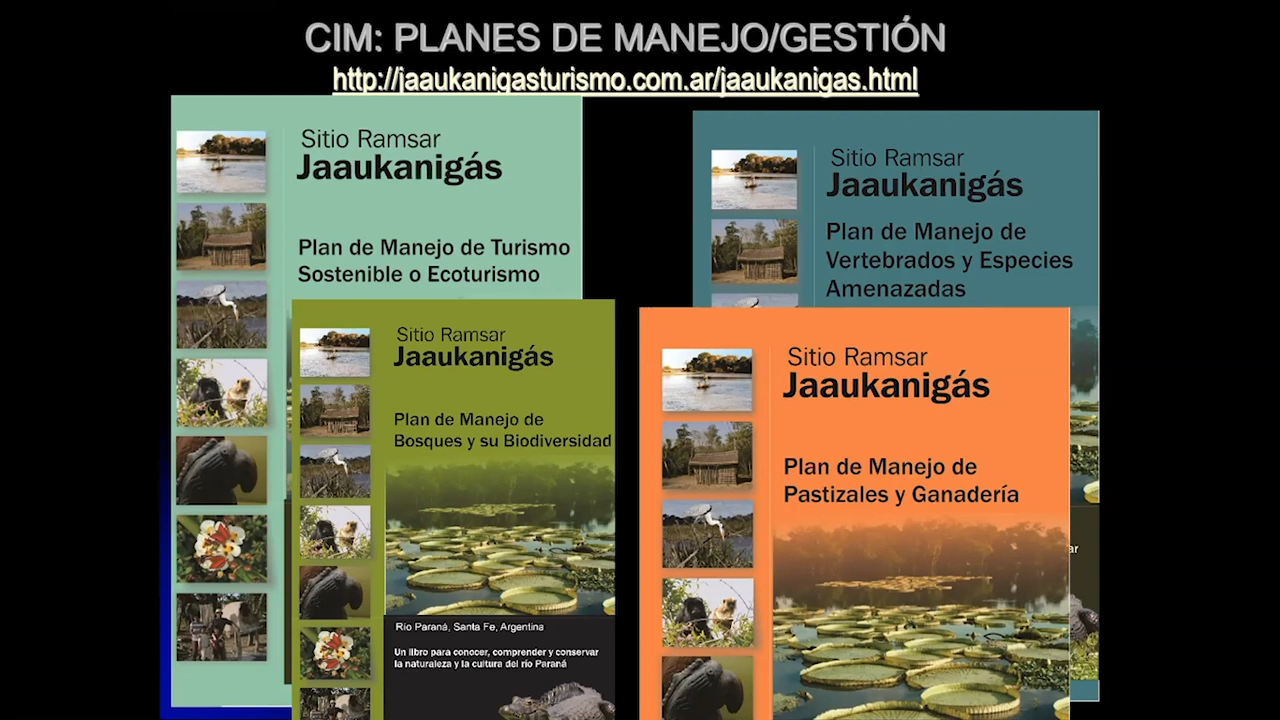 CIM: PLANES DE MANEJO/GESTIÓN
http://jaaukanigasturismo.com.ar/jaaukanigas.html
Sitio Ramsar
Jaaukanigás
Plan de Manejo de Turismo
Sostenible o Ecoturismo
Sitio Ramsar
Jaaukanigás
Plan de Manejo de
Vertebrados y Especies
Amenazadas
Sitio Ramsar
Jaaukanigás
Plan de Manejo de
Bosques y su Biodiversidad
Río Paraná, Santa Fe, Argentina
Un libro para conocer, comprender y conservar
la naturaleza y la cultura del río Paraná
Sitio Ramsar
Jaaukanigás
Plan de Manejo de
Pastizales y Ganadería